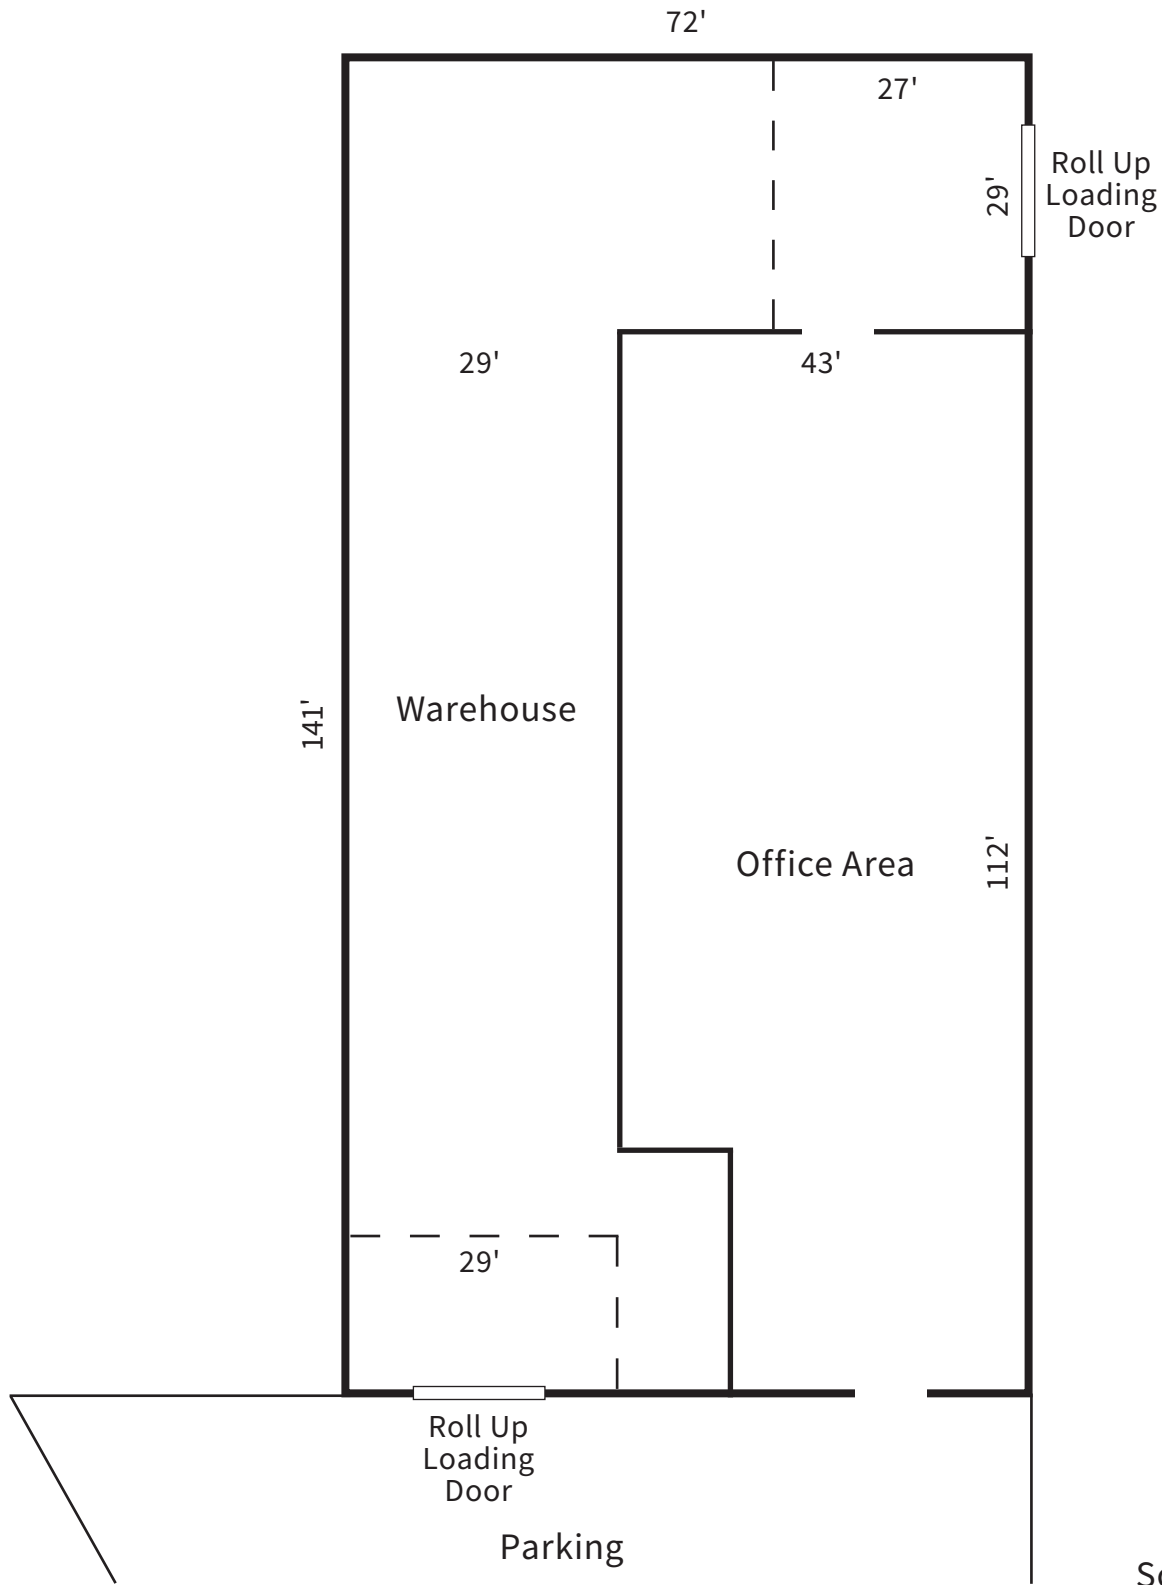 72'
27'
Roll Up
Loading
Door
29'
29'
43'
Warehouse
141'
Office Area
112'
29'
Roll Up
Loading
Door
Parking